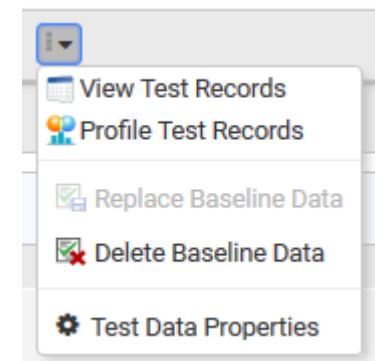 View Test Records
Profile Test Records
Replace Baseline Data
Delete Baseline Data
Test Data Properties